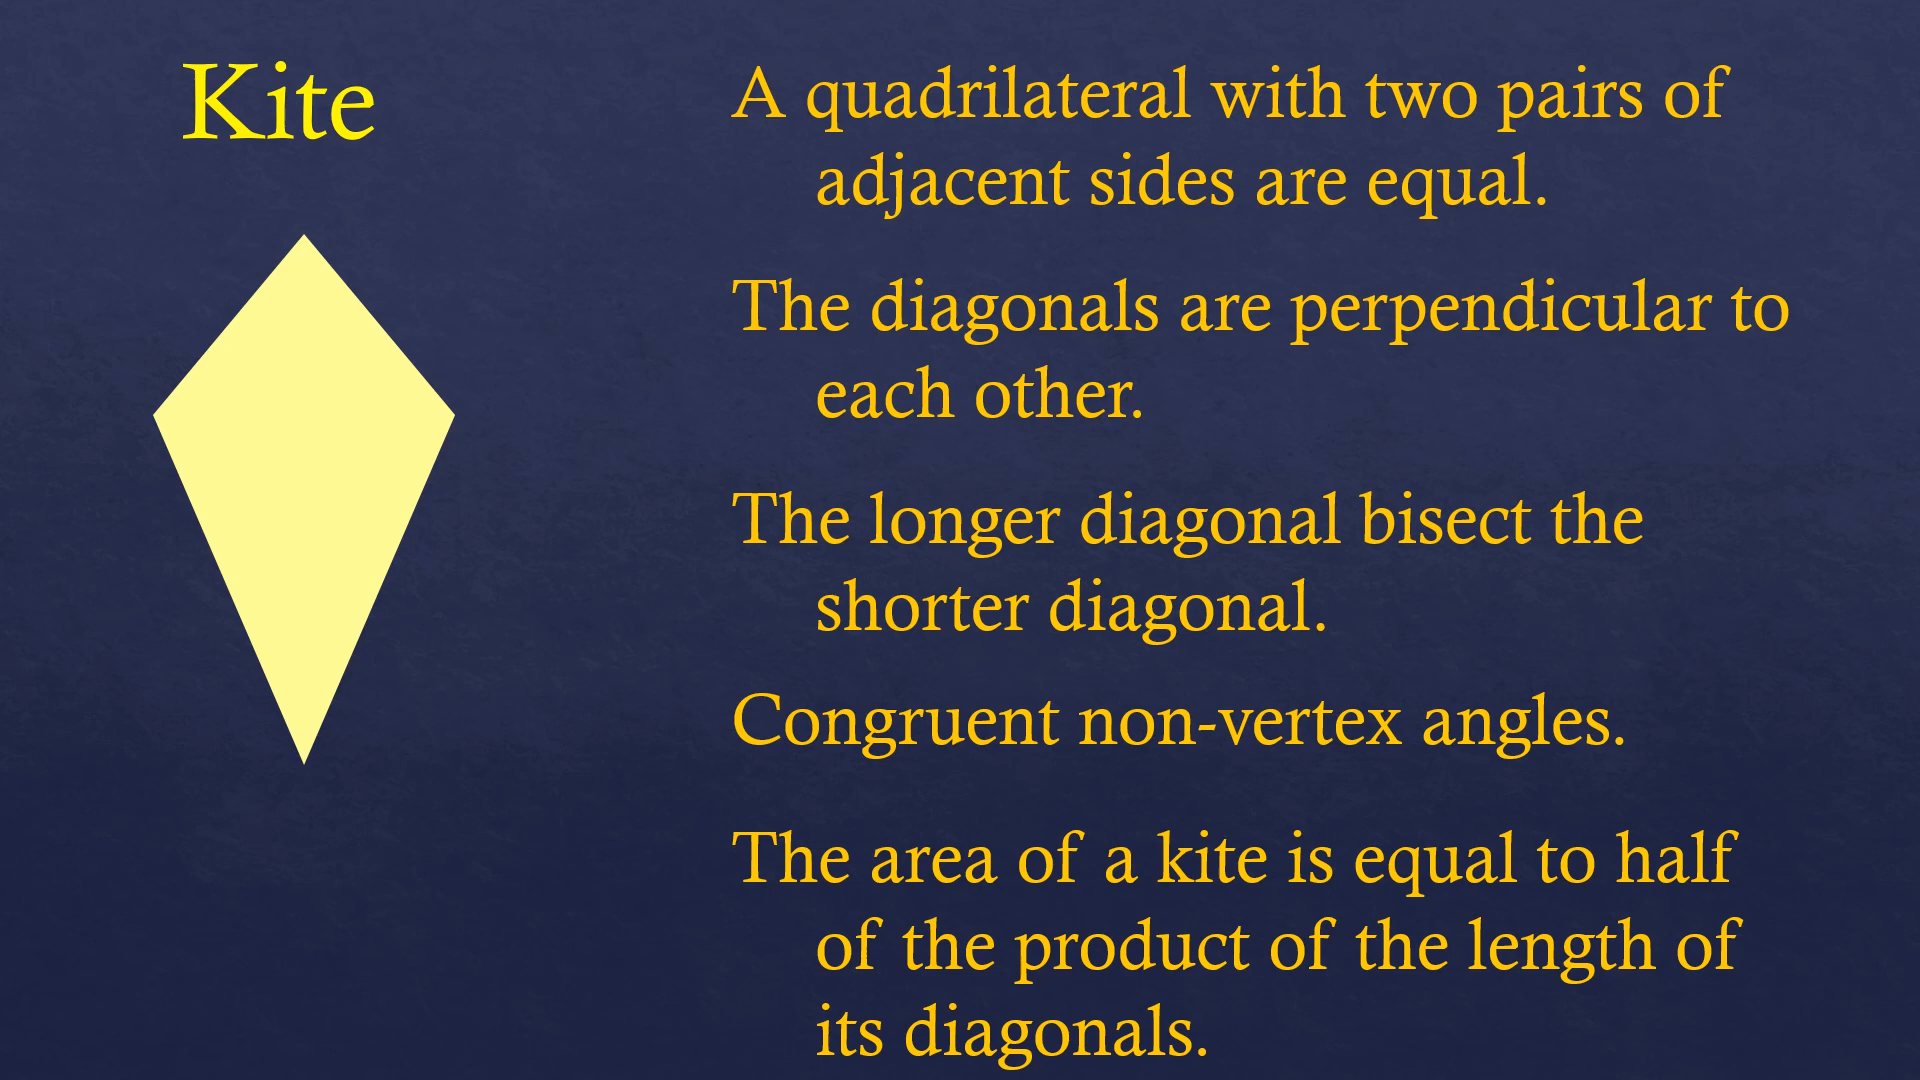 Kite
A quadrilateral with two pairs of
adjacent sides are equal.
The diagonals are perpendicular to
each other.
The longer diagonal bisect the
shorter diagonal.
Congruent non-vertex angles.
The area of a kite is equal to half
of the product of the length of
its diagonals.